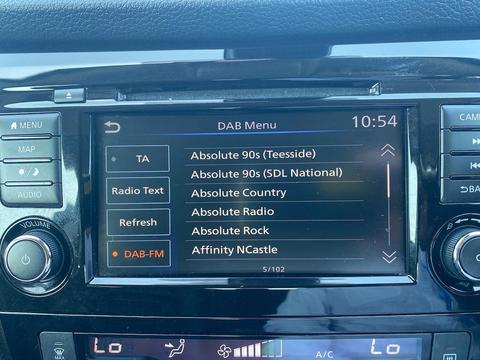 DAB Menu 10:54
TA
Radio Text
Refresh
DAB-FM
Absolute 90s (Teesside)
Absolute 90s (SDL National)
Absolute Country
Absolute Radio
Absolute Rock
Affinity NCastle
5/102
MENU
MAP
AUDIO
VOLUME
CAM
BA
Lo
A/C
Lo
MAX